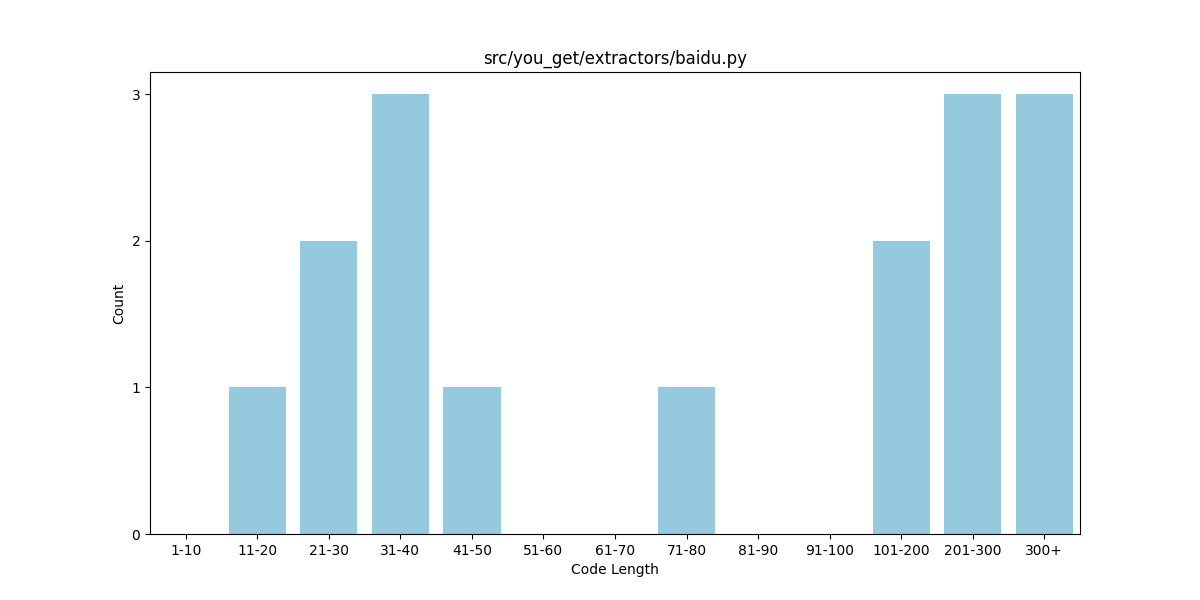 src/you_get/extractors/baidu.py
Count
3
2
1
0
1-10 11-20 21-30 31-40 41-50 51-60 61-70 71-80 81-90 91-100 101-200 201-300 300+
Code Length